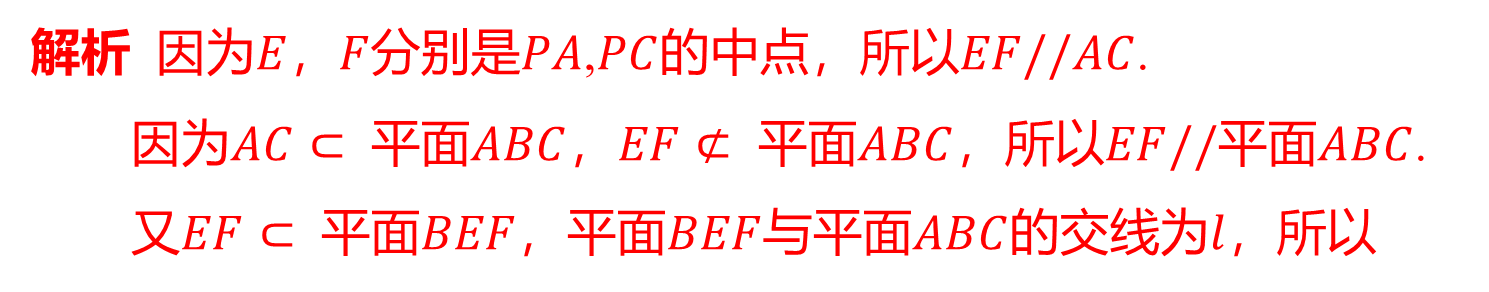 解析 因为E，F分别是PA,PC的中点，所以EF//AC.
因为AC ⊂ 平面ABC，EF ⊄ 平面ABC，所以EF//平面ABC.
又EF ⊂ 平面BEF，平面BEF与平面ABC的交线为l，所以